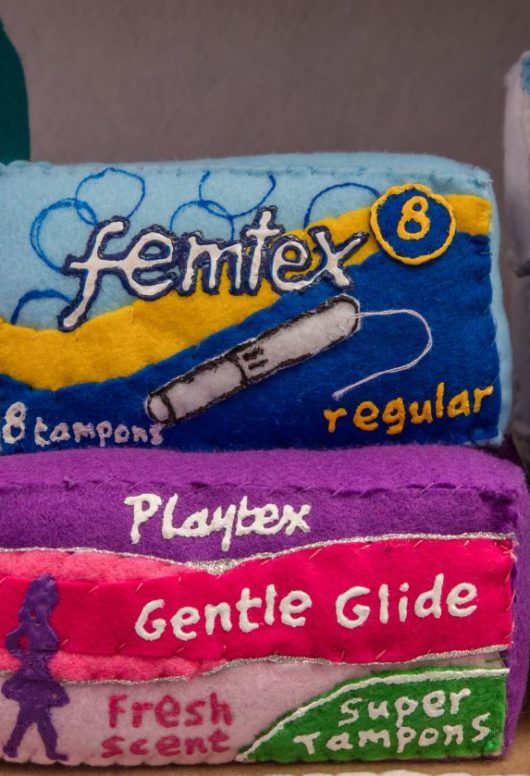 8
femtex
8 tampons
regular
Playtex
Gentle Glide
Fresh
scent
Super
Tampons